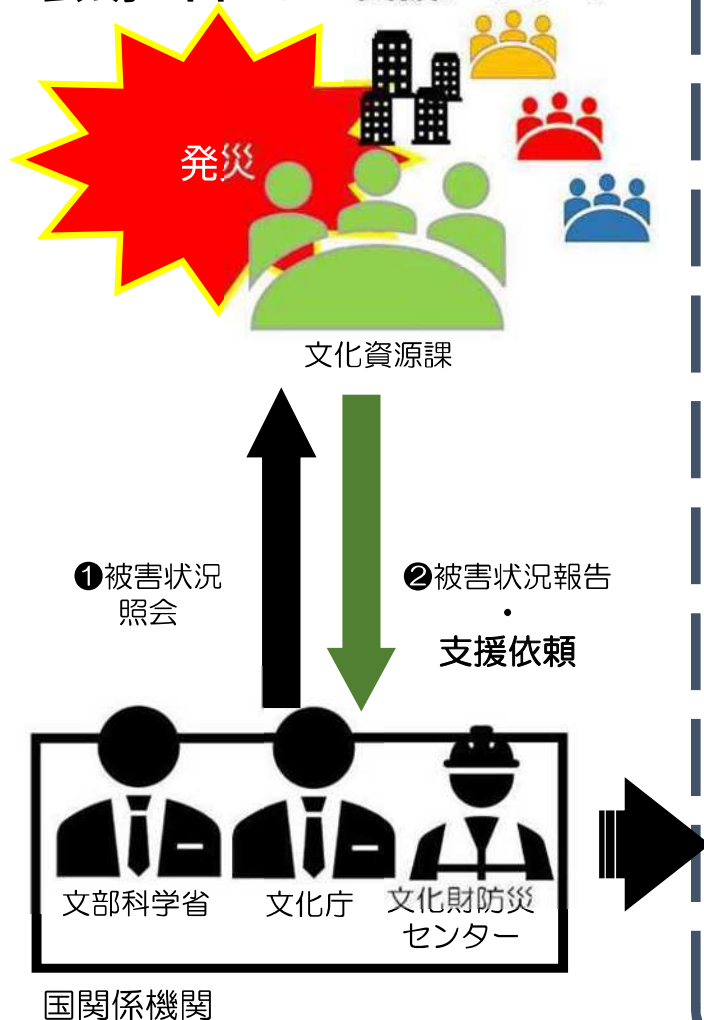 発災
文化資源課
❶被害状況
照会
❷被害状況報告
・
支援依頼
文部科学省
文化庁
文化財防災
センター
国関係機関